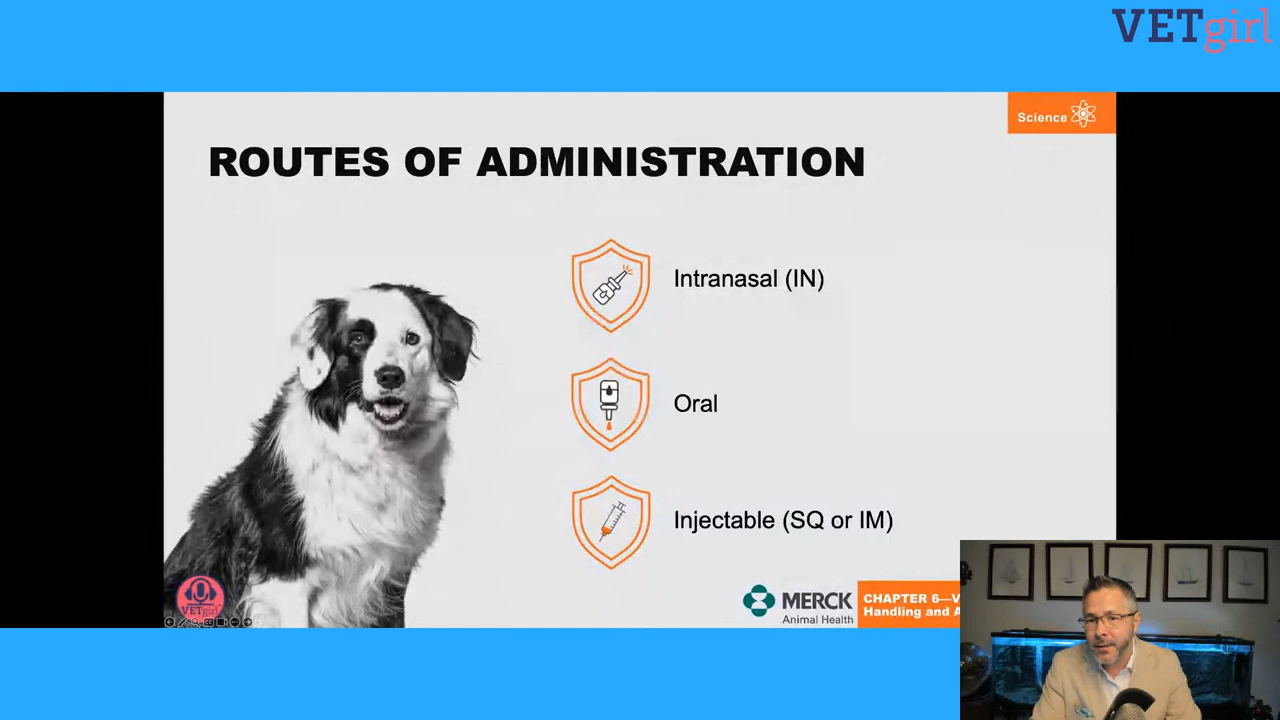 VETgirl
Science
ROUTES OF ADMINISTRATION
Intranasal (IN)
Oral
Injectable (SQ or IM)
VETgirl
MERCK
Animal Health
CHAPTER 6—V
Handling and A